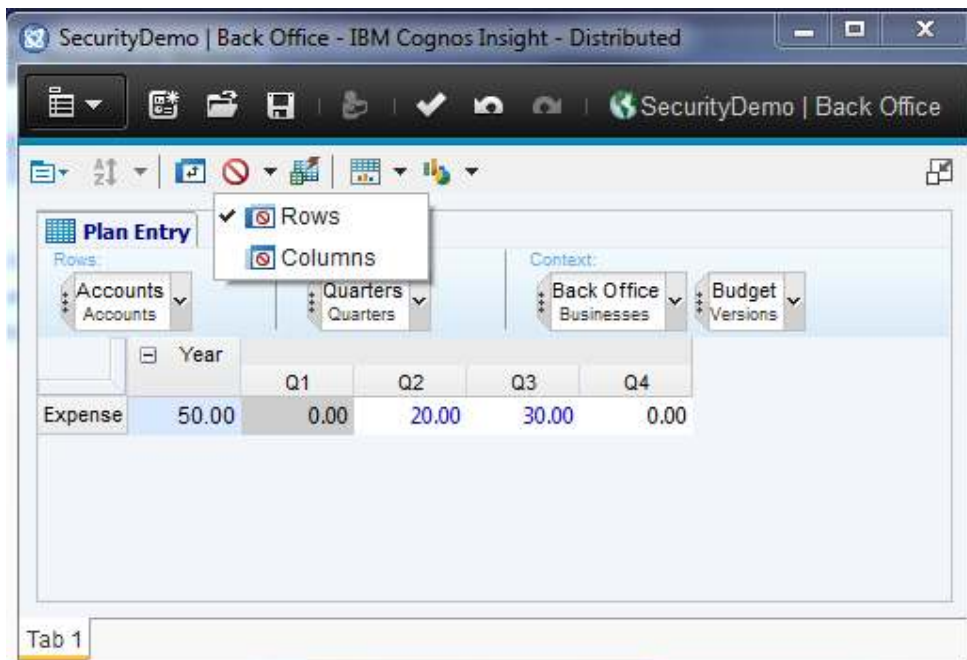 SecurityDemo | Back Office - IBM Cognos Insight - Distributed
SecurityDemo | Back Office
Rows
Columns
Plan Entry
Rows: Context:
Accounts Quarters Back Office Budget
Accounts Quarters Businesses Versions
Year
Q1 Q2 Q3 Q4
Expense 50.00 0.00 20.00 30.00 0.00
Tab 1